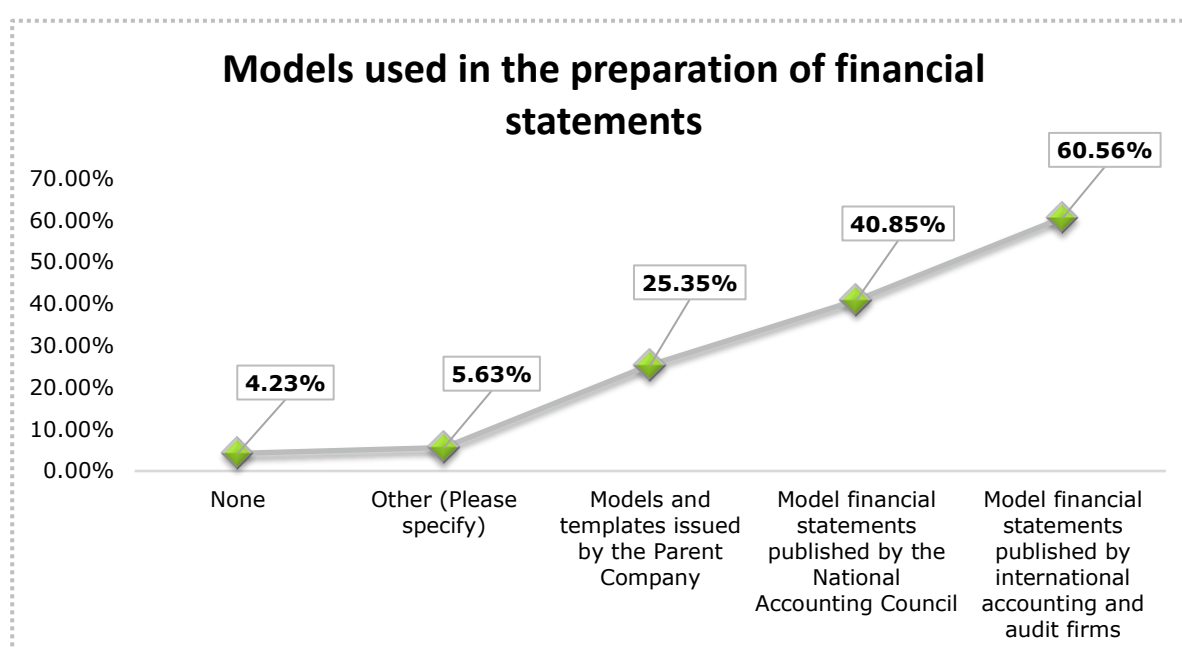 Models used in the preparation of financial
statements
70.00%
60.00%
50.00%
40.00%
30.00%
20.00%
10.00%
0.00%
4.23%
5.63%
25.35%
40.85%
60.56%
None
Other (Please
specify)
Models and
templates issued
by the Parent
Company
Model financial
statements
published by the
National
Accounting Council
Model financial
statements
published by
international
accounting and
audit firms